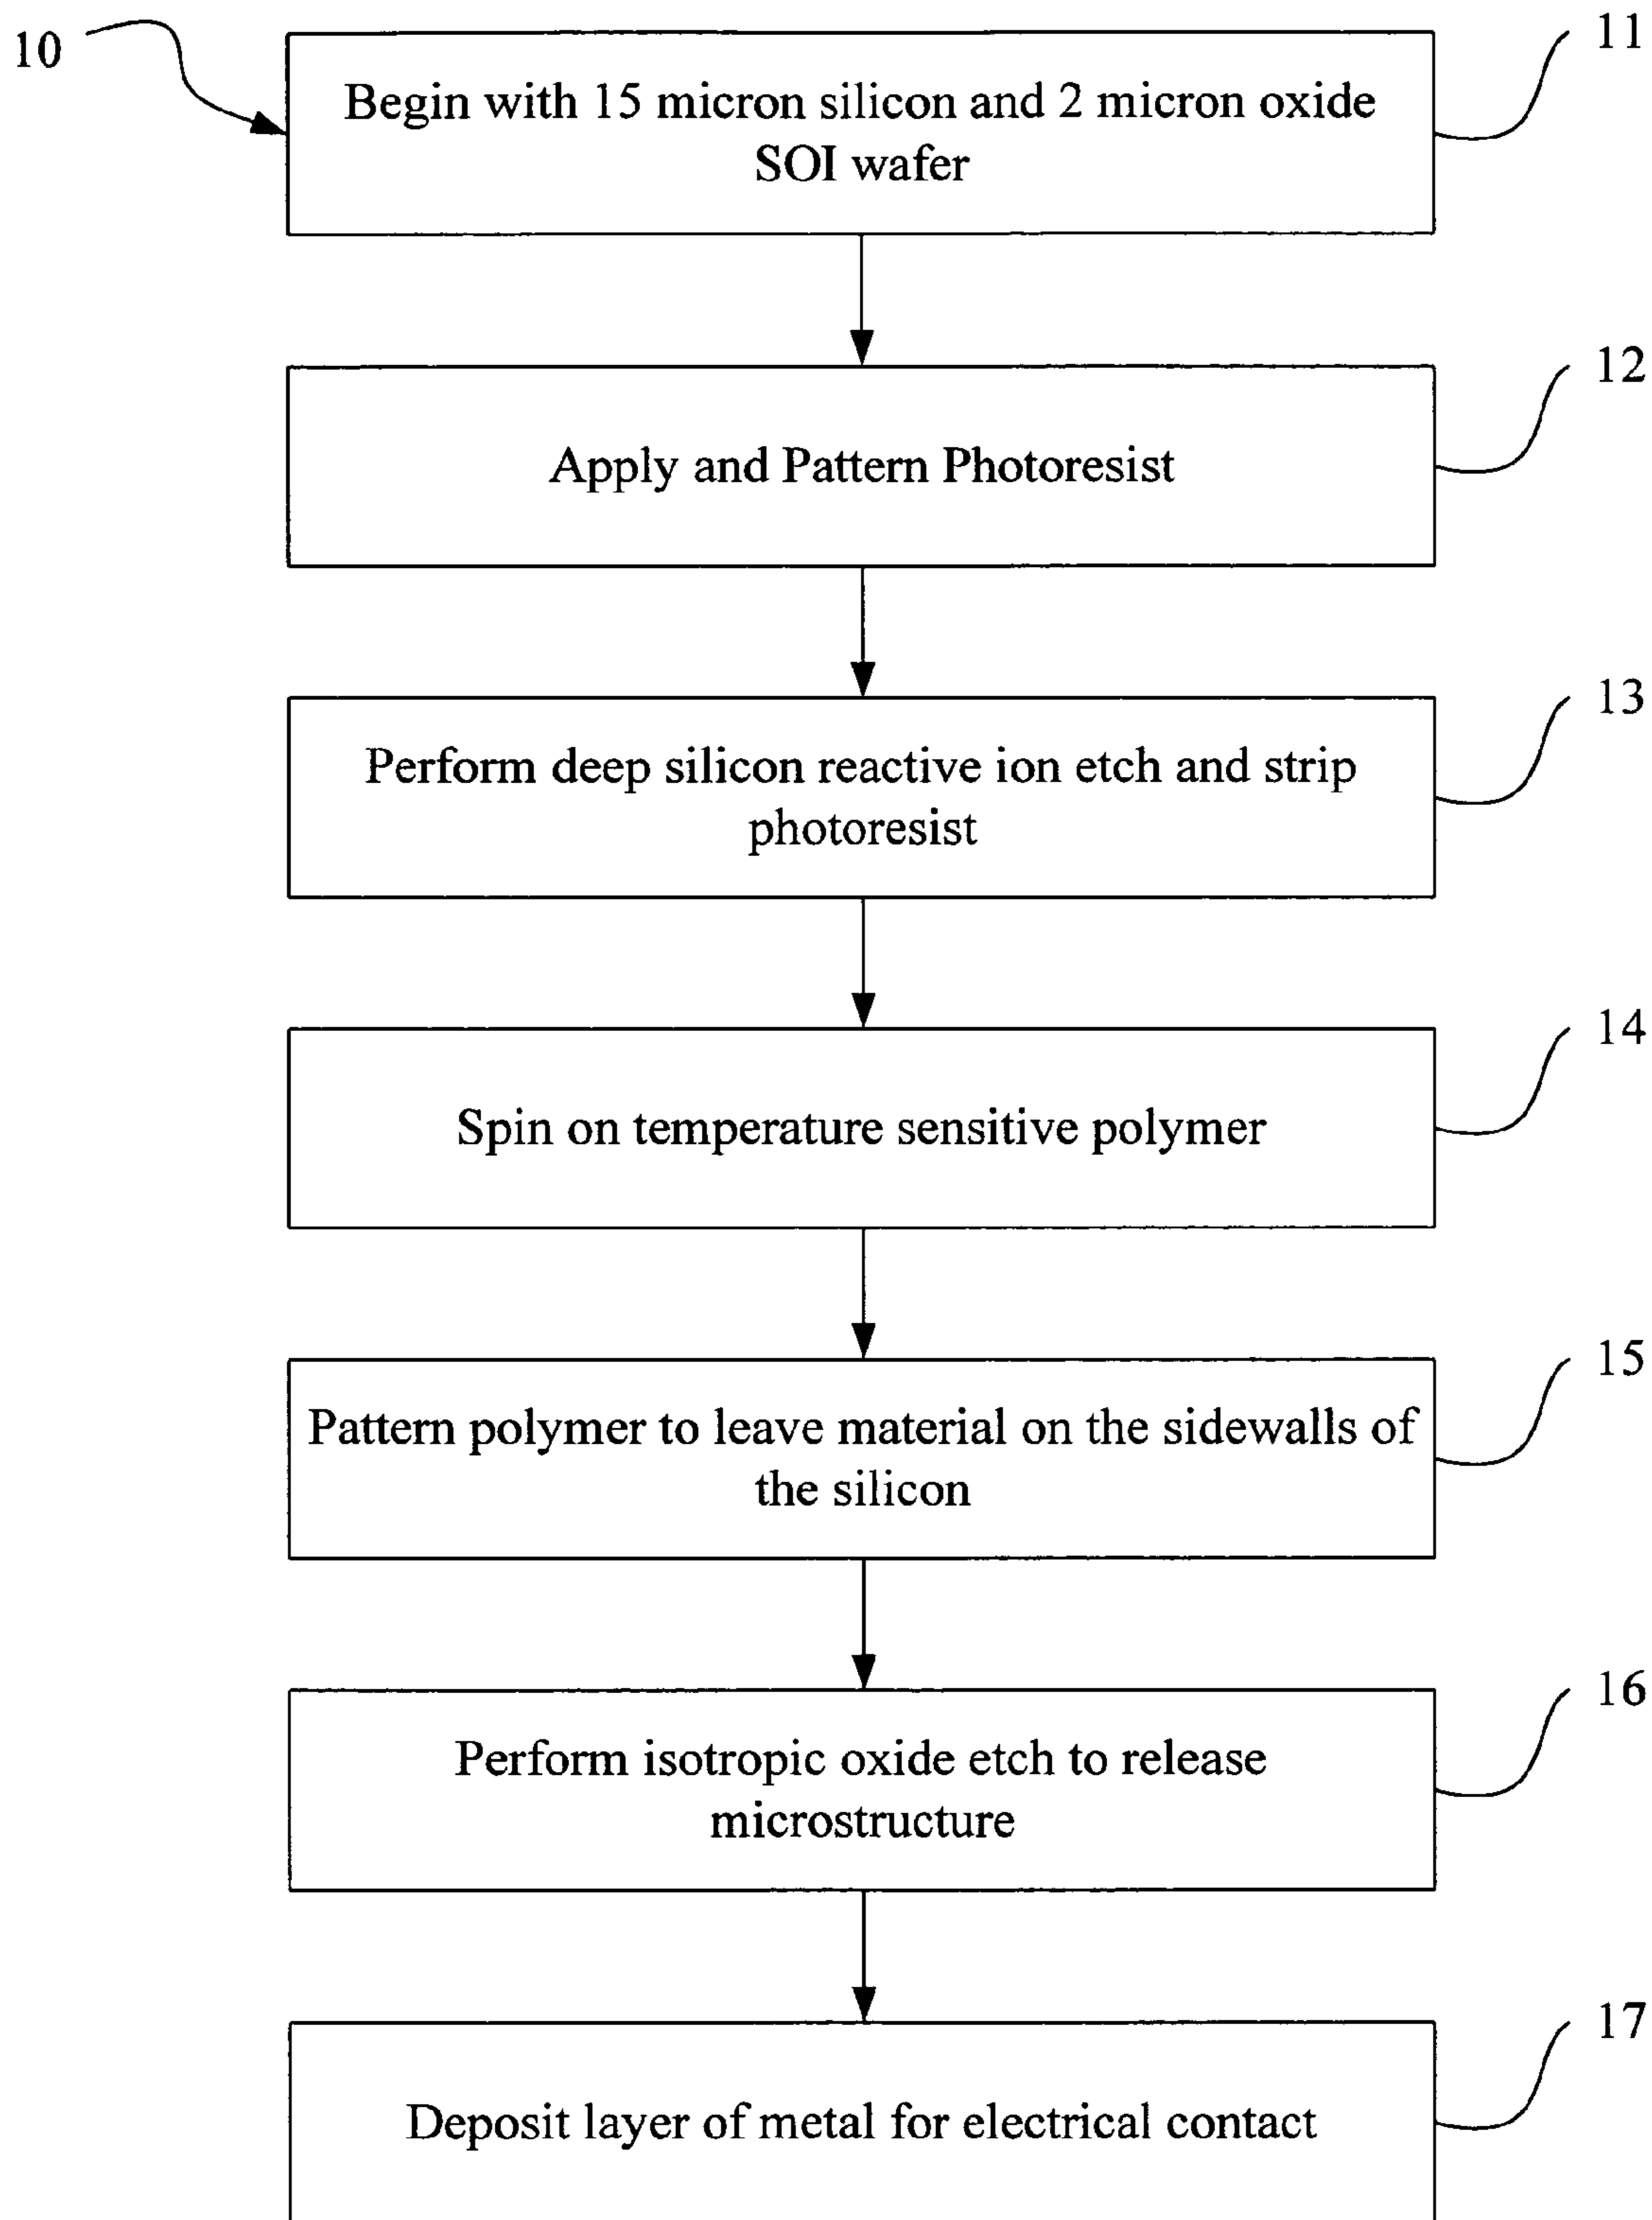 10
11
Begin with 15 micron silicon and 2 micron oxide
SOI wafer
12
Apply and Pattern Photoresist
13
Perform deep silicon reactive ion etch and strip
photoresist
14
Spin on temperature sensitive polymer
15
Pattern polymer to leave material on the sidewalls of
the silicon
16
Perform isotropic oxide etch to release
microstructure
17
Deposit layer of metal for electrical contact